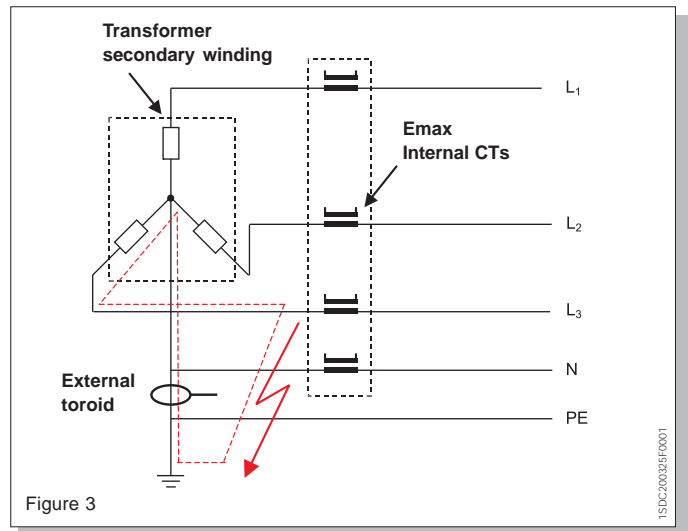 Transformer
secondary winding
L1
Emax
Internal CTs
L2
L3
External
toroid
N
PE
Figure 3
1SDC200325F0001